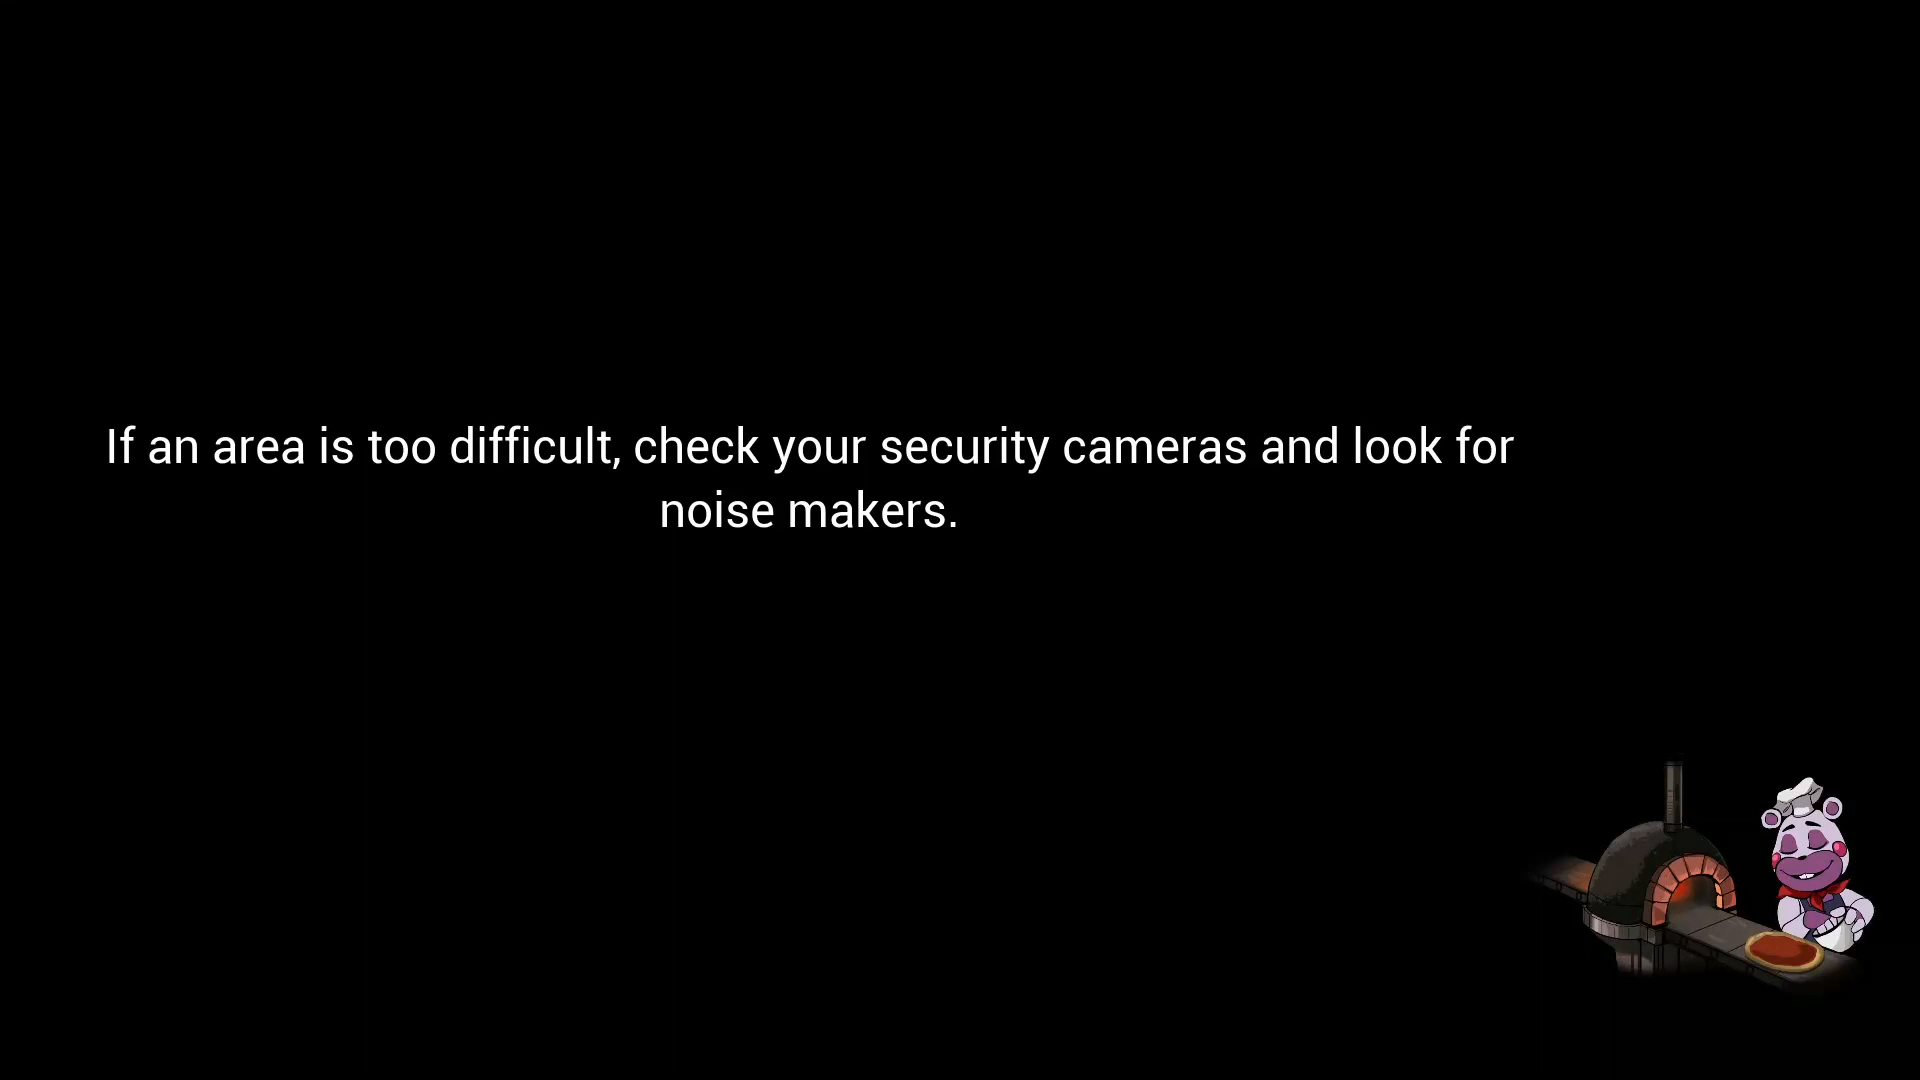 If an area is too difficult, check your security cameras and look for
noise makers.